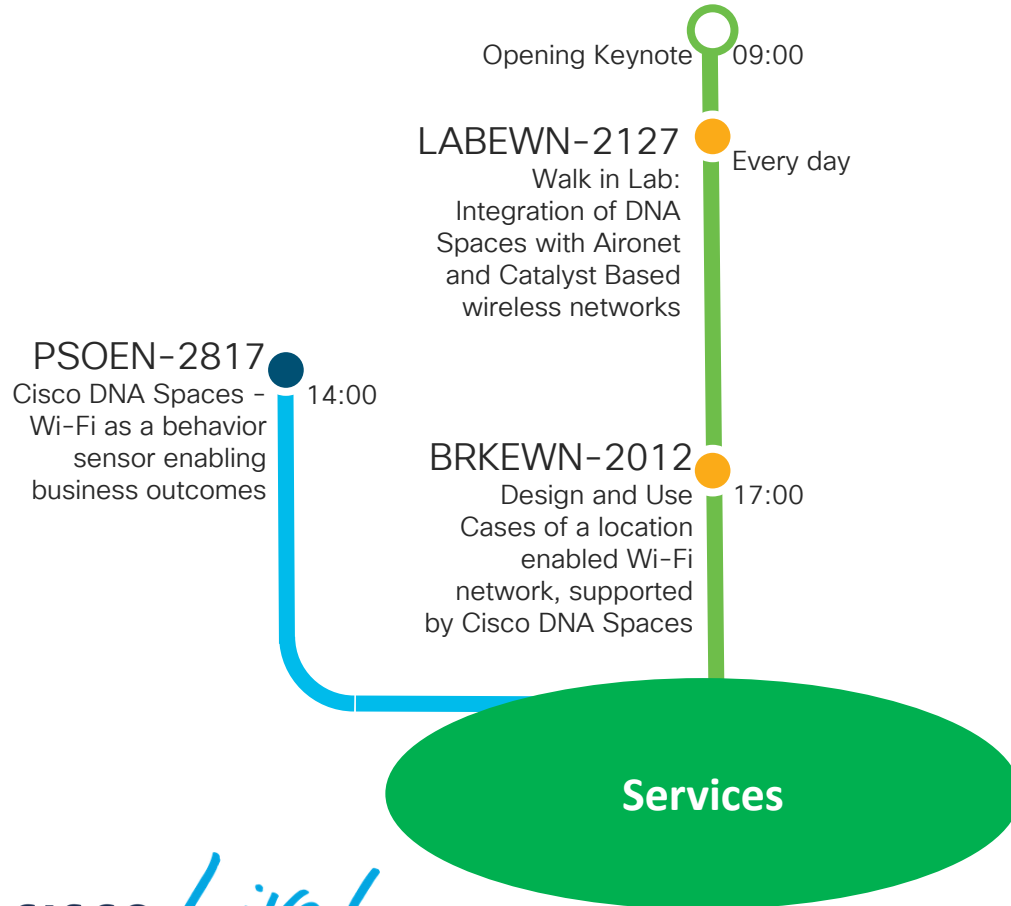 Opening Keynote
09:00
LABEWN-2127
Every day
Walk in Lab:
Integration of DNA
Spaces with Aironet
and Catalyst Based
wireless networks
PSOEN-2817
14:00
Cisco DNA Spaces -
Wi-Fi as a behavior
sensor enabling
business outcomes
BRKEWN-2012
17:00
Design and Use
Cases of a location
enabled Wi-Fi
network, supported
by Cisco DNA Spaces
Services